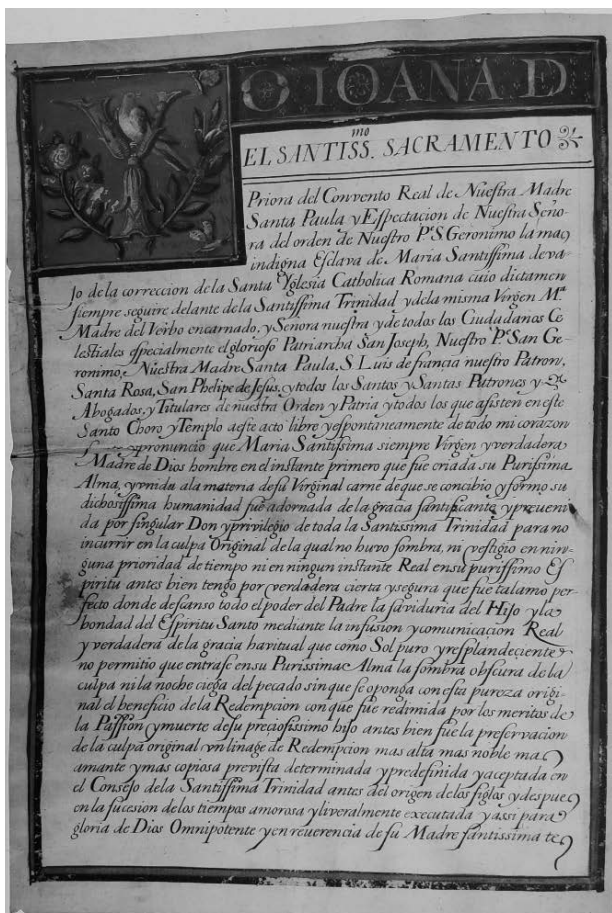 YO IOANA D
EL SANTISS.mo SACRAMENTO
Priora del Convento Real de Nuestra Madre
Santa Paula y Espectacion de Nuestra Seño-
ra del orden de Nuestro P.e S. Geronimo la mas
indigna Esclava de Maria Santissima deva-
Jo de la correccion de la Santa Yglesia Catholica Romana cuio dictamen
siempre seguire delante de la Santissima Trinidad y de la misma Virgen M.a
Madre del Verbo encarnado, y Señora nuestra y de todos los Ciudadanos Ce-
lestiales especialmente el glorioso Patriarcha San Joseph, Nuestro P.e San Ge-
ronimo, Nuestra Madre Santa Paula, S. Luis de francia nuestro Patron,
Santa Rosa, San Phelipe de Jesus, y todos los Santos y Santas Patrones y
Abogados, y Titulares de nuestra Orden y Patria y todos los que asisten en este
Santo Choro y Templo a este acto libre y espontaneamente de todo mi corazon
y pronuncio que Maria Santissima siempre Virgen y verdadera
Madre de Dios hombre en el instante primero que fue criada su Purissima
Alma, y vnida a la materia de su Virginal carne de que se concibio y formo su
dichosissima humanidad fue adornada de la gracia santificante y preveni-
da por singular Don y privilegio de toda la Santissima Trinidad para no
incurrir en la culpa Original de la qual no huvo sombra, ni vestigio en nin-
guna prioridad de tiempo ni en ningun instante Real en su purissimo Es
piritu antes bien tengo por verdadera cierta y segura que fue talamo per-
fecto donde descanso todo el poder del Padre la saviduria del Hijo y la
bondad del Espiritu Santo mediante la infusion y comunicacion Real
y verdadera de la gracia havitual que como Sol puro y resplandeciente
no permitio que entrase en su Purissima Alma la sombra obscura de la
culpa ni la noche ciega del pecado sin que se oponga con esta pureza origi-
nal el beneficio de la Redempcion con que fue redimida por los meritos de
la Passion y muerte de su preciosissimo hijo antes bien fue la preservacion
de la culpa original vn linage de Redempcion mas alta mas noble mas
amante y mas copiosa prevista determinada y predefinida y aceptada en
el Consejo de la Santissima Trinidad antes del origen de los siglos y despues
en la sucesion de los tiempos amorosa y liveralmente executada y assi para
gloria de Dios Omnipotente y en reverencia de su Madre santissima te